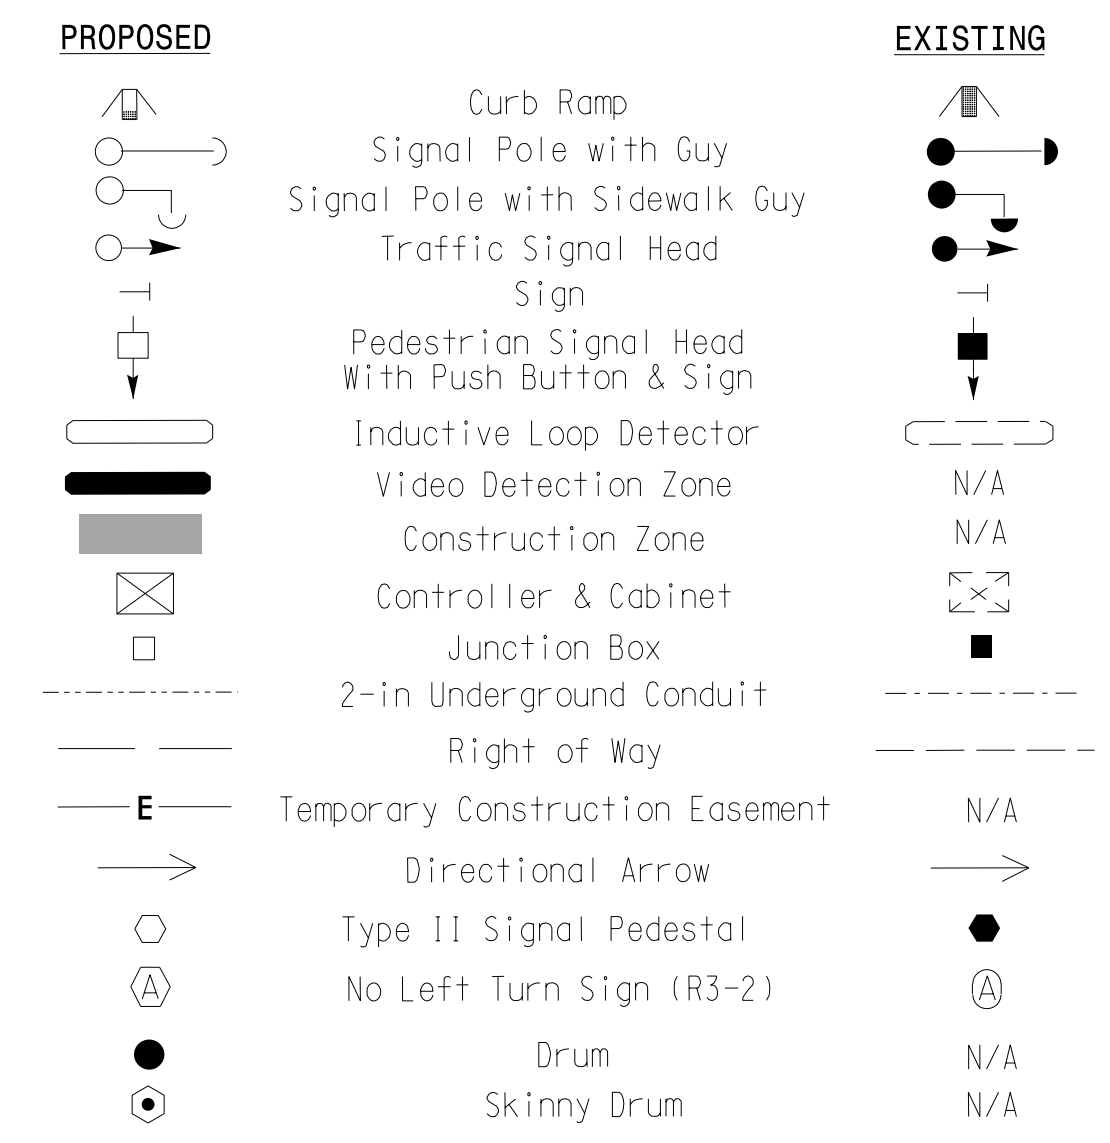 PROPOSED EXISTING
Curb Ramp
Signal Pole with Guy
Signal Pole with Sidewalk Guy
Traffic Signal Head
Sign
Pedestrian Signal Head
With Push Button & Sign
Inductive Loop Detector
Video Detection Zone N/A
Construction Zone N/A
Controller & Cabinet
Junction Box
2-in Underground Conduit
Right of Way
E Temporary Construction Easement N/A
Directional Arrow
Type II Signal Pedestal
A No Left Turn Sign (R3-2) A
Drum N/A
Skinny Drum N/A